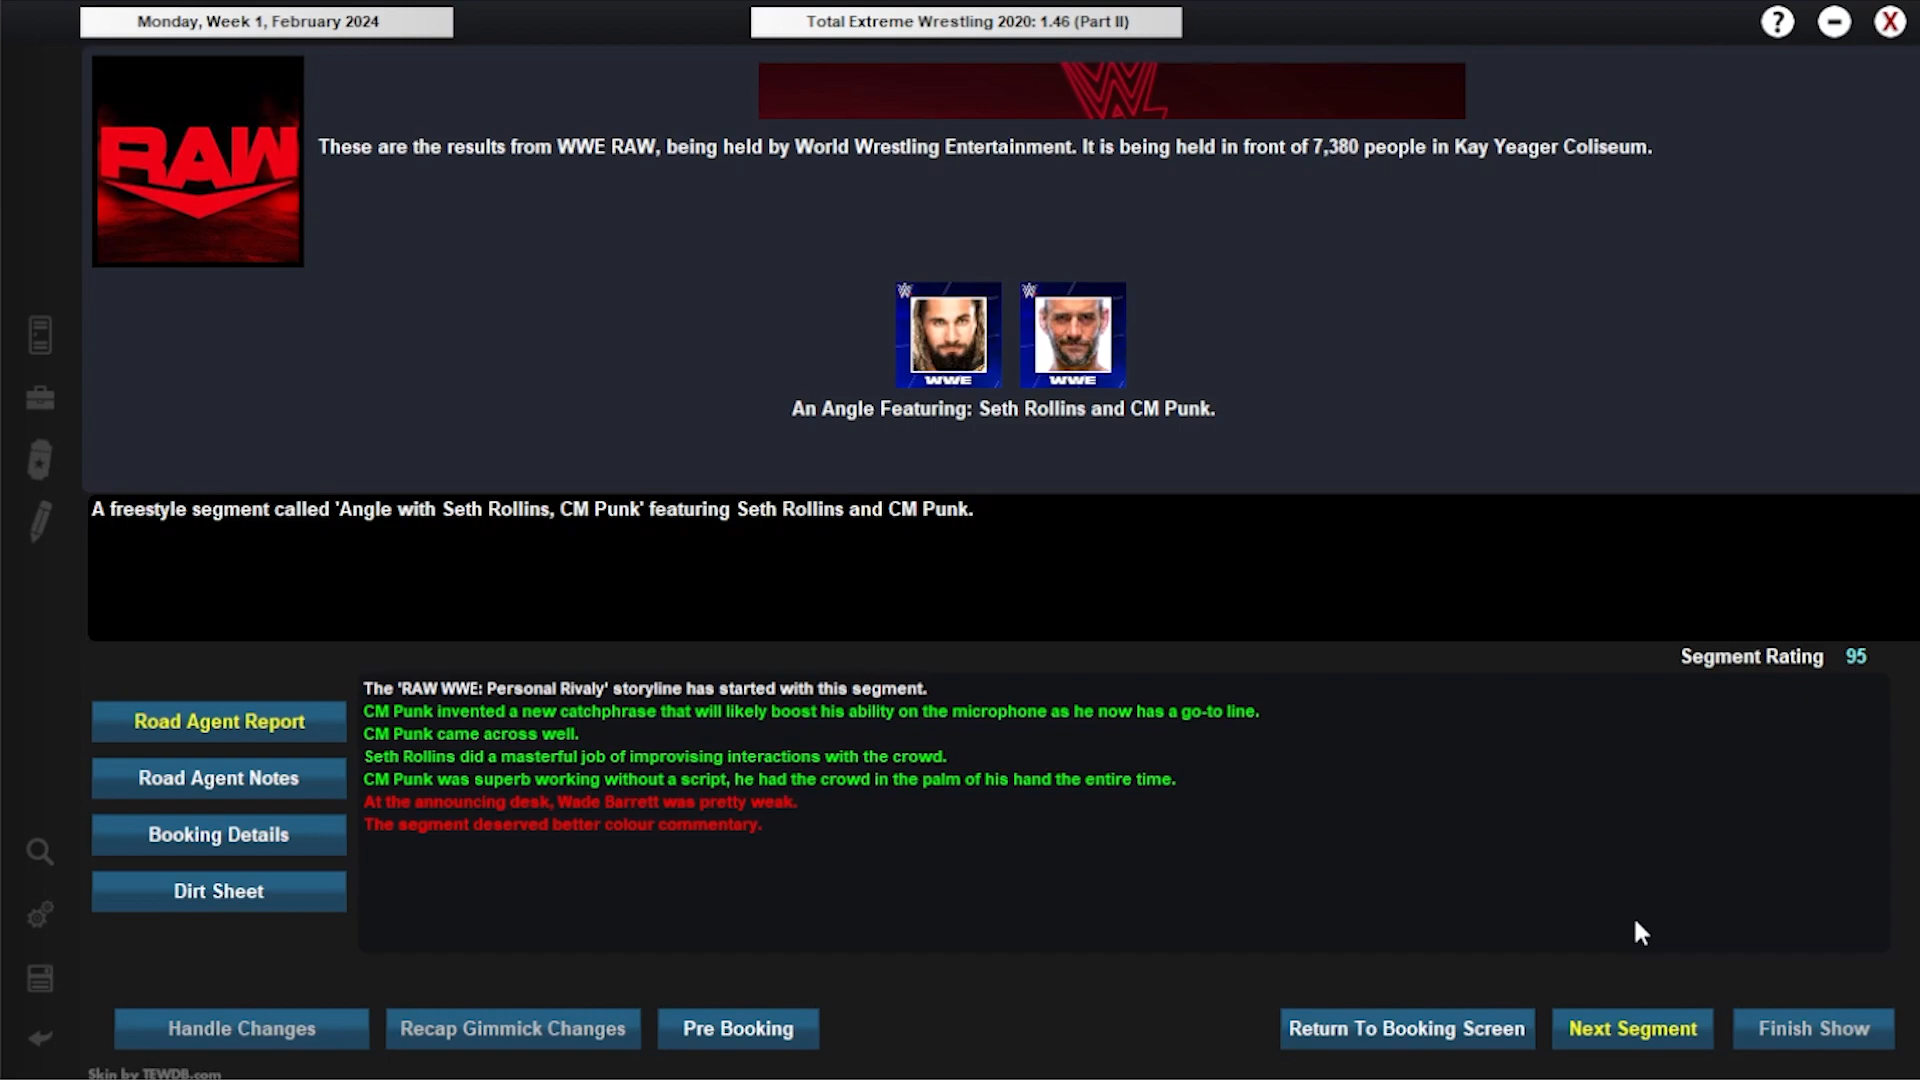 Monday, Week 1, February 2024
Total Extreme Wrestling 2020: 1.46 (Part II)
?
X
RAW
These are the results from WWE RAW, being held by World Wrestling Entertainment. It is being held in front of 7,380 people in Kay Yeager Coliseum.
WWE WWE
An Angle Featuring: Seth Rollins and CM Punk.
A freestyle segment called 'Angle with Seth Rollins, CM Punk' featuring Seth Rollins and CM Punk.
Segment Rating 95
The 'RAW WWE: Personal Rivaly' storyline has started with this segment.
CM Punk invented a new catchphrase that will likely boost his ability on the microphone as he now has a go-to line.
CM Punk came across well.
Seth Rollins did a masterful job of improvising interactions with the crowd.
CM Punk was superb working without a script, he had the crowd in the palm of his hand the entire time.
At the announcing desk, Wade Barrett was pretty weak.
The segment deserved better colour commentary.
Road Agent Report
Road Agent Notes
Booking Details
Dirt Sheet
Handle Changes
Recap Gimmick Changes
Pre Booking
Return To Booking Screen
Next Segment
Finish Show
Skin by TEWDB.com